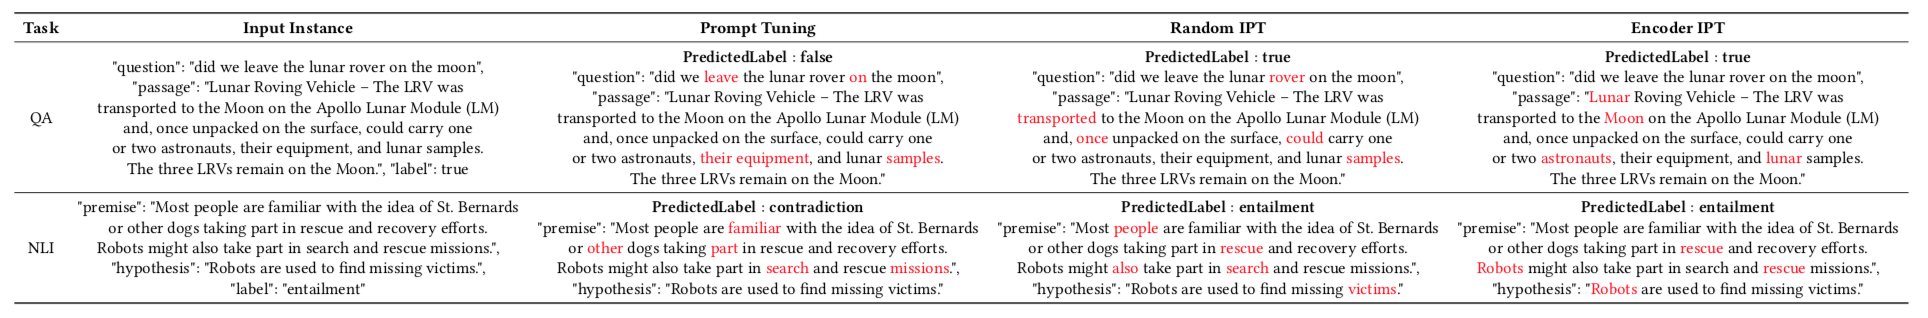 Task Input Instance Prompt Tuning Random IPT Encoder IPT
QA
"question": "did we leave the lunar rover on the moon",
"passage": "Lunar Roving Vehicle – The LRV was
transported to the Moon on the Apollo Lunar Module (LM)
and, once unpacked on the surface, could carry one
or two astronauts, their equipment, and lunar samples.
The three LRVs remain on the Moon.", "label": true
PredictedLabel : false
"question": "did we leave the lunar rover on the moon",
"passage": "Lunar Roving Vehicle – The LRV was
transported to the Moon on the Apollo Lunar Module (LM)
and, once unpacked on the surface, could carry one
or two astronauts, their equipment, and lunar samples.
The three LRVs remain on the Moon."
PredictedLabel : true
"question": "did we leave the lunar rover on the moon",
"passage": "Lunar Roving Vehicle – The LRV was
transported to the Moon on the Apollo Lunar Module (LM)
and, once unpacked on the surface, could carry one
or two astronauts, their equipment, and lunar samples.
The three LRVs remain on the Moon."
PredictedLabel : true
"question": "did we leave the lunar rover on the moon",
"passage": "Lunar Roving Vehicle – The LRV was
transported to the Moon on the Apollo Lunar Module (LM)
and, once unpacked on the surface, could carry one
or two astronauts, their equipment, and lunar samples.
The three LRVs remain on the Moon."
NLI
"premise": "Most people are familiar with the idea of St. Bernards
or other dogs taking part in rescue and recovery efforts.
Robots might also take part in search and rescue missions.",
"hypothesis": "Robots are used to find missing victims.",
"label": "entailment"
PredictedLabel : contradiction
"premise": "Most people are familiar with the idea of St. Bernards
or other dogs taking part in rescue and recovery efforts.
Robots might also take part in search and rescue missions.",
"hypothesis": "Robots are used to find missing victims."
PredictedLabel : entailment
"premise": "Most people are familiar with the idea of St. Bernards
or other dogs taking part in rescue and recovery efforts.
Robots might also take part in search and rescue missions.",
"hypothesis": "Robots are used to find missing victims."
PredictedLabel : entailment
"premise": "Most people are familiar with the idea of St. Bernards
or other dogs taking part in rescue and recovery efforts.
Robots might also take part in search and rescue missions.",
"hypothesis": "Robots are used to find missing victims."